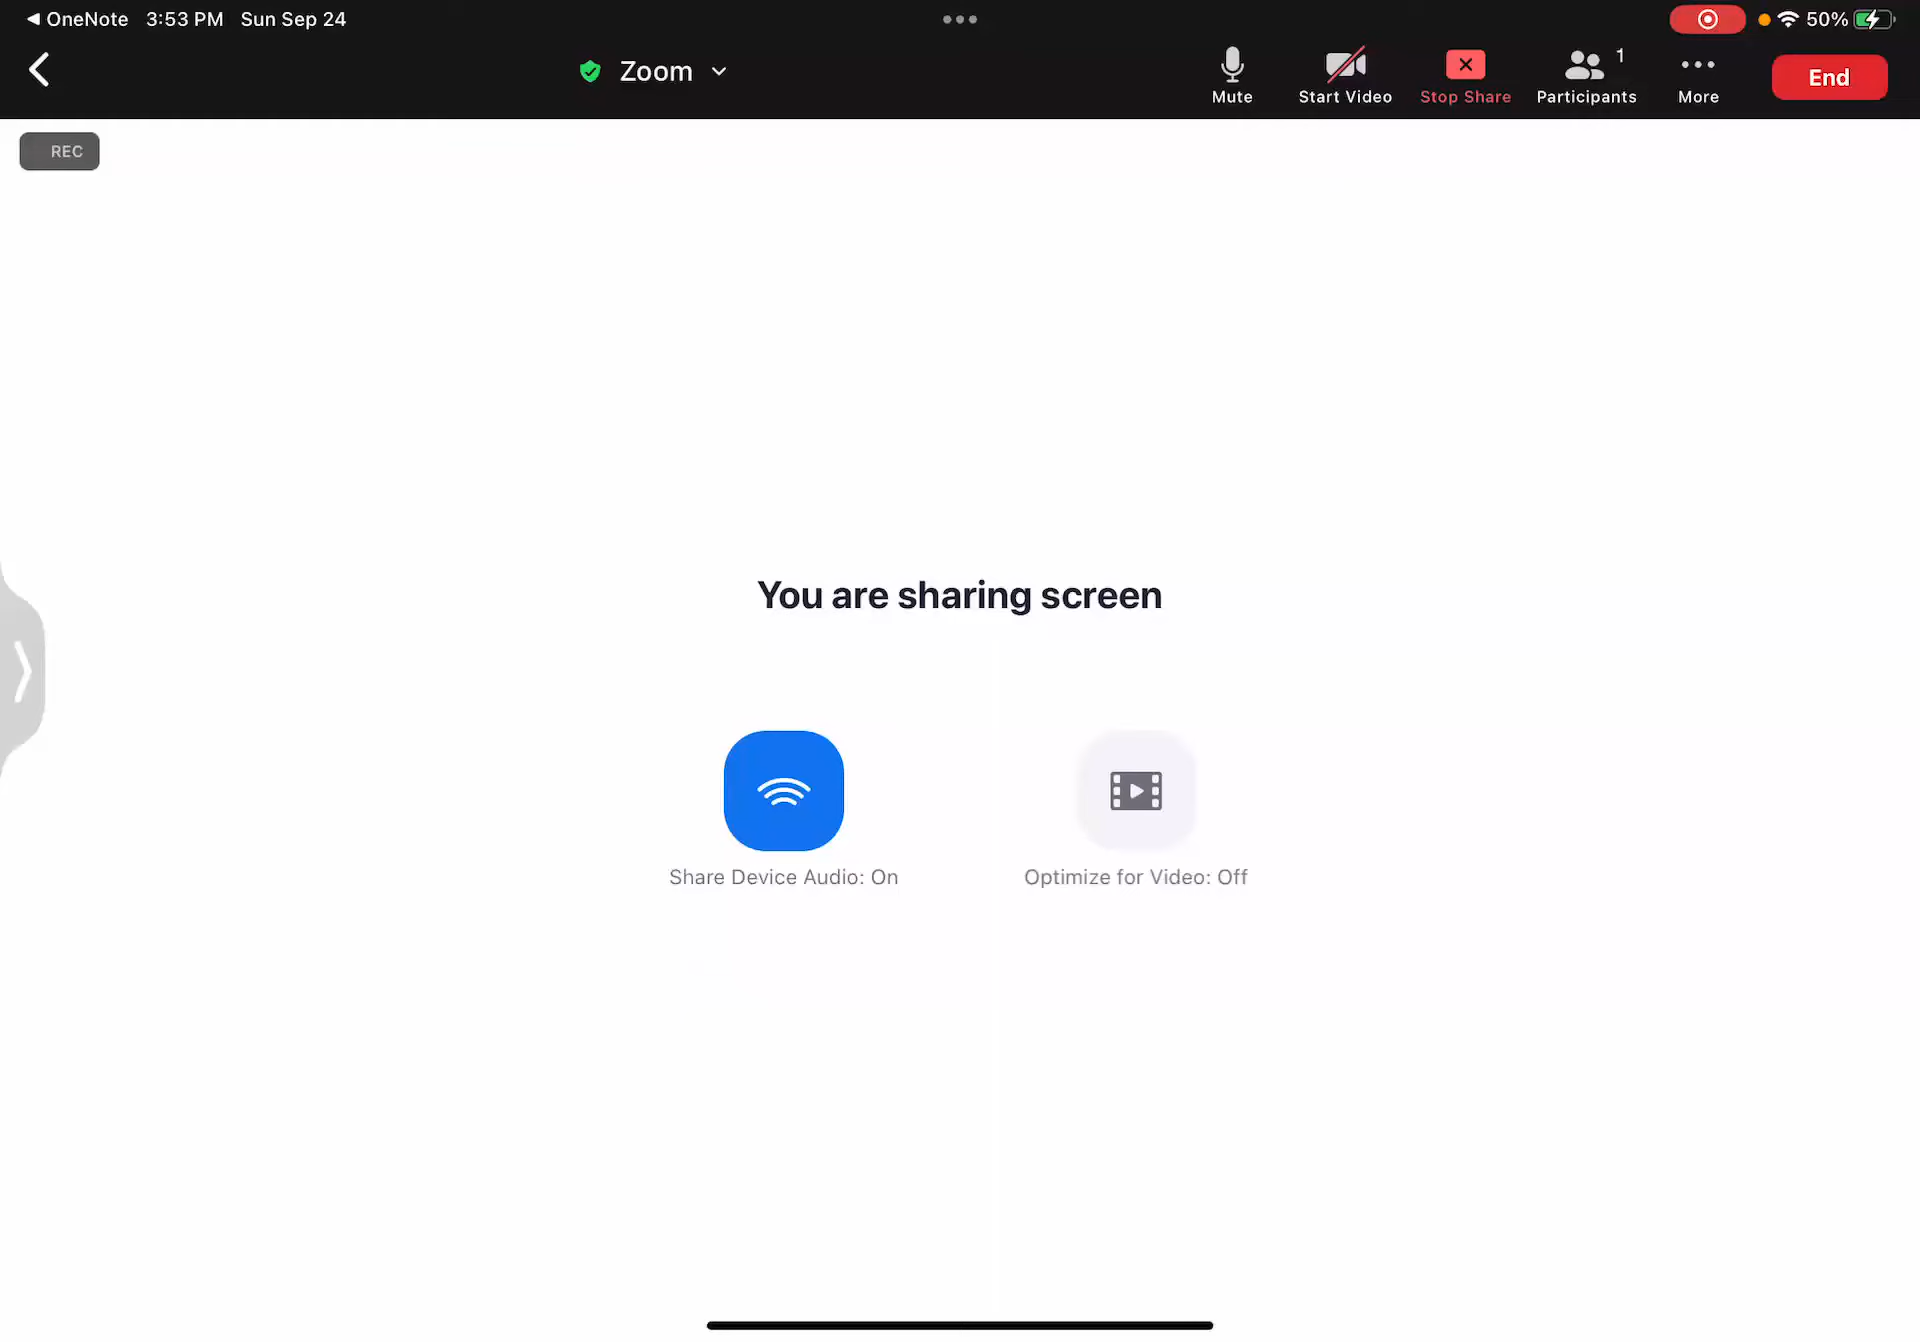 ◀ OneNote 3:53 PM Sun Sep 24
50%
Zoom
Mute
Start Video
Stop Share
Participants 1
More
End
REC
You are sharing screen
Share Device Audio: On
Optimize for Video: Off